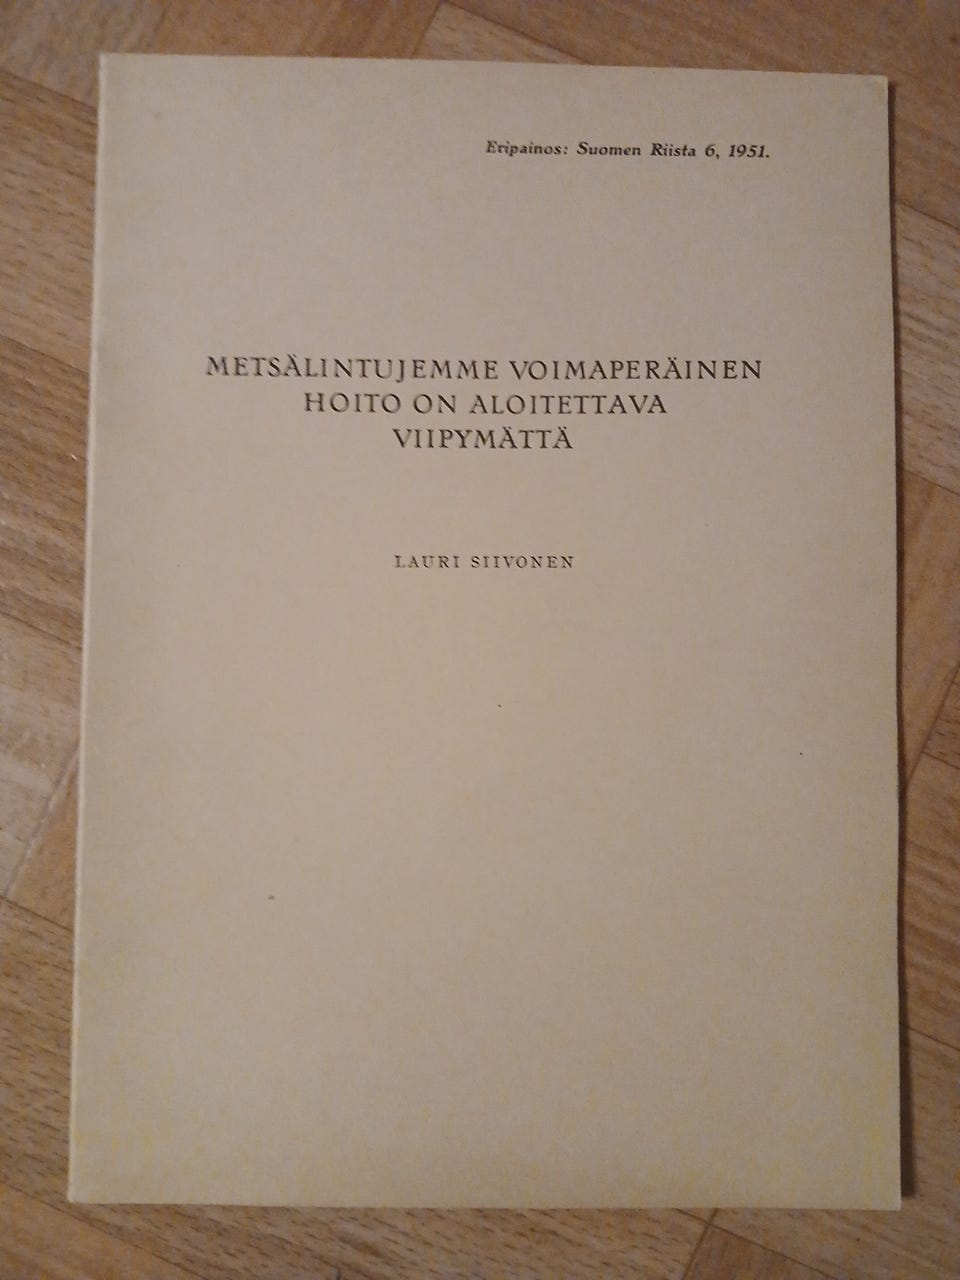 Eripainos: Suomen Riista 6, 1951.
METSÄLINTUJEMME VOIMAPERÄINEN
HOITO ON ALOITETTAVA
VIIPYMÄTTÄ
LAURI SIIVONEN